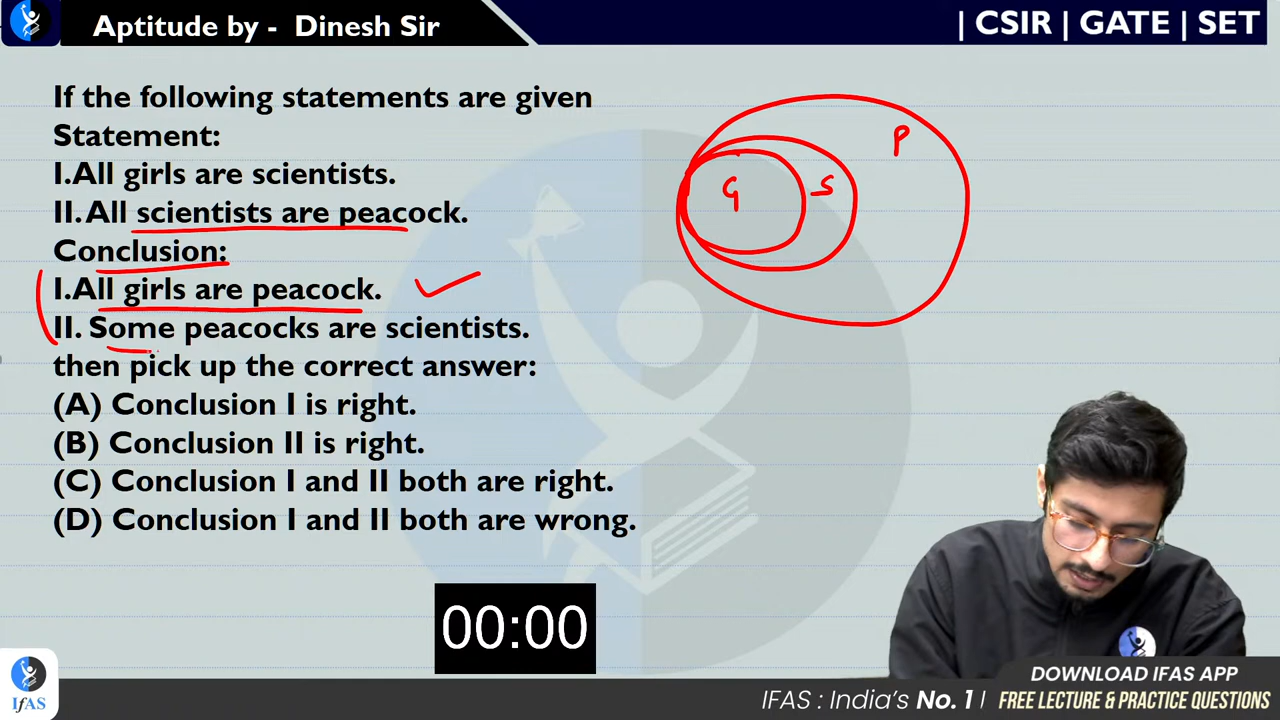 Aptitude by - Dinesh Sir
| CSIR | GATE | SET
If the following statements are given
Statement:
I.All girls are scientists.
II. All scientists are peacock.
Conclusion:
I.All girls are peacock.
II. Some peacocks are scientists.
then pick up the correct answer:
(A) Conclusion I is right.
(B) Conclusion II is right.
(C) Conclusion I and II both are right.
(D) Conclusion I and II both are wrong.
G
S
P
00:00
IFAS
DOWNLOAD IFAS APP
IFAS : India's No. 1 | FREE LECTURE & PRACTICE QUESTIONS